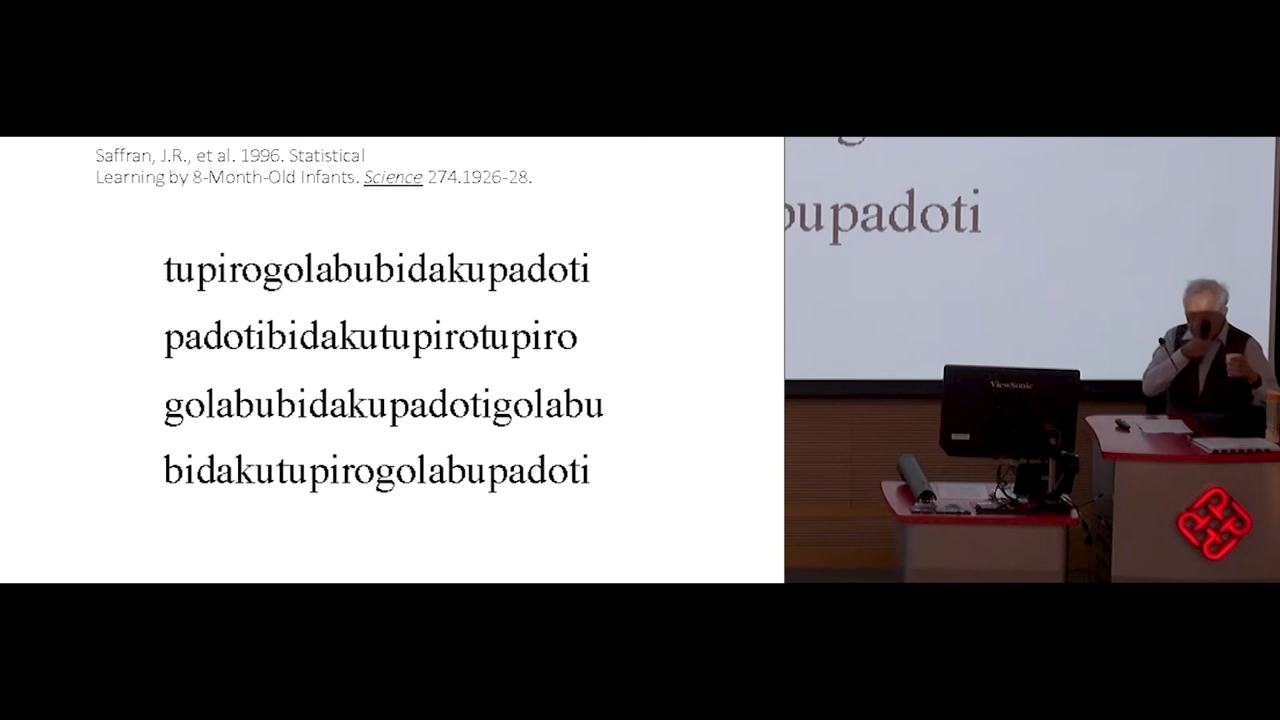 Saffran, J.R., et al. 1996. Statistical
Learning by 8-Month-Old Infants. Science 274.1926-28.
tupirogolabubidakupadoti
padotibidakutupirotupiro
golabubidakupadotigolabu
bidakutupirogolabupadoti
bupadoti
ViewSonic